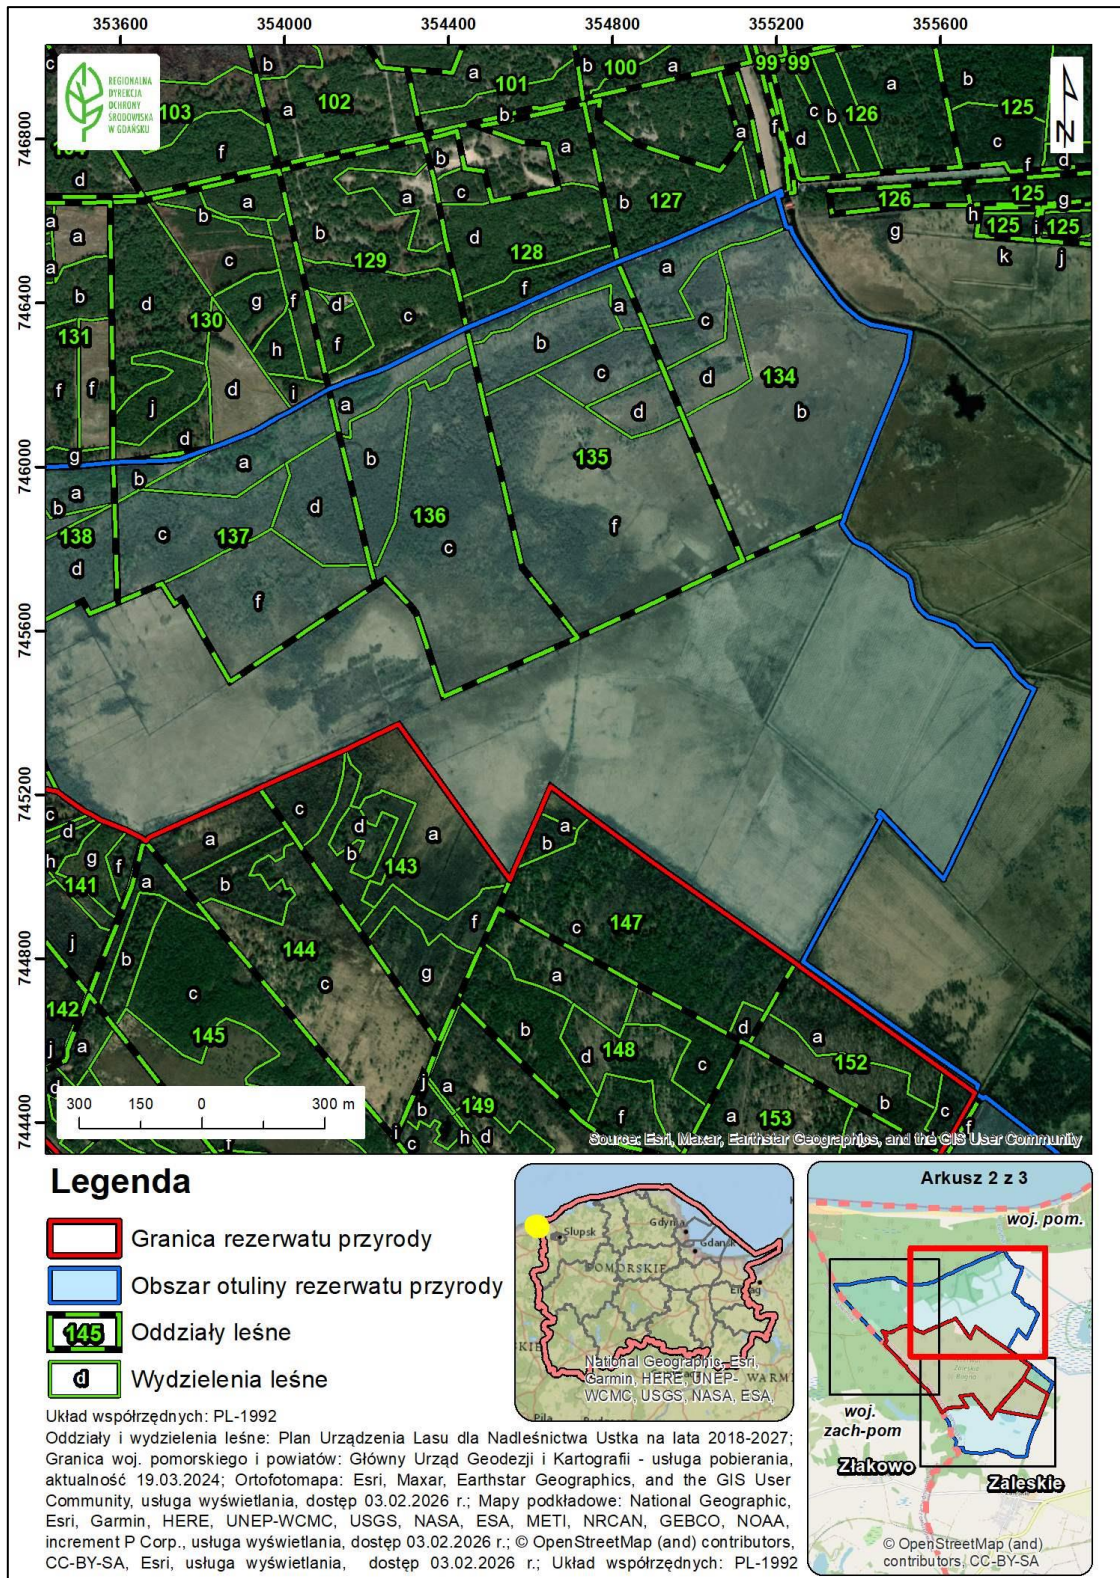 353600 354000 354400 354800 355200 355600
REGIONALNA
DYREKCJA
OCHRONY
ŚRODOWISKA
W GDAŃSKU
746800
746400
746000
745600
745200
744800
744400
103 102 101 100 99 99 126 125
126 125 125 125
127
128
129
130
131
134
135
136
137
138
141
142
143
144
145
147
148
149
152
153
N
300 150 0 300 m
Source: Esri, Maxar, Earthstar Geographics, and the GIS User Community
Legenda
Granica rezerwatu przyrody
Obszar otuliny rezerwatu przyrody
145 Oddziały leśne
d Wydzielenia leśne
Układ współrzędnych: PL-1992
Oddziały i wydzielenia leśne: Plan Urządzenia Lasu dla Nadleśnictwa Ustka na lata 2018-2027;
Granica woj. pomorskiego i powiatów: Główny Urząd Geodezji i Kartografii - usługa pobierania,
aktualność 19.03.2024; Ortofotomapa: Esri, Maxar, Earthstar Geographics, and the GIS User
Community, usługa wyświetlania, dostęp 03.02.2026 r.; Mapy podkładowe: National Geographic,
Esri, Garmin, HERE, UNEP-WCMC, USGS, NASA, ESA, METI, NRCAN, GEBCO, NOAA,
increment P Corp., usługa wyświetlania, dostęp 03.02.2026 r.; © OpenStreetMap (and) contributors,
CC-BY-SA, Esri, usługa wyświetlania, dostęp 03.02.2026 r.; Układ współrzędnych: PL-1992
Słupsk
Gdynia
Gdańsk
POMORSKIE
Piła
WARM
National Geographic, Esri,
Garmin, HERE, UNEP-
WCMC, USGS, NASA, ESA,
Arkusz 2 z 3
woj. pom.
Zaleskie
Bagna
woj.
zach-pom
Złakowo
Zaleskie
© OpenStreetMap (and)
contributors, CC-BY-SA